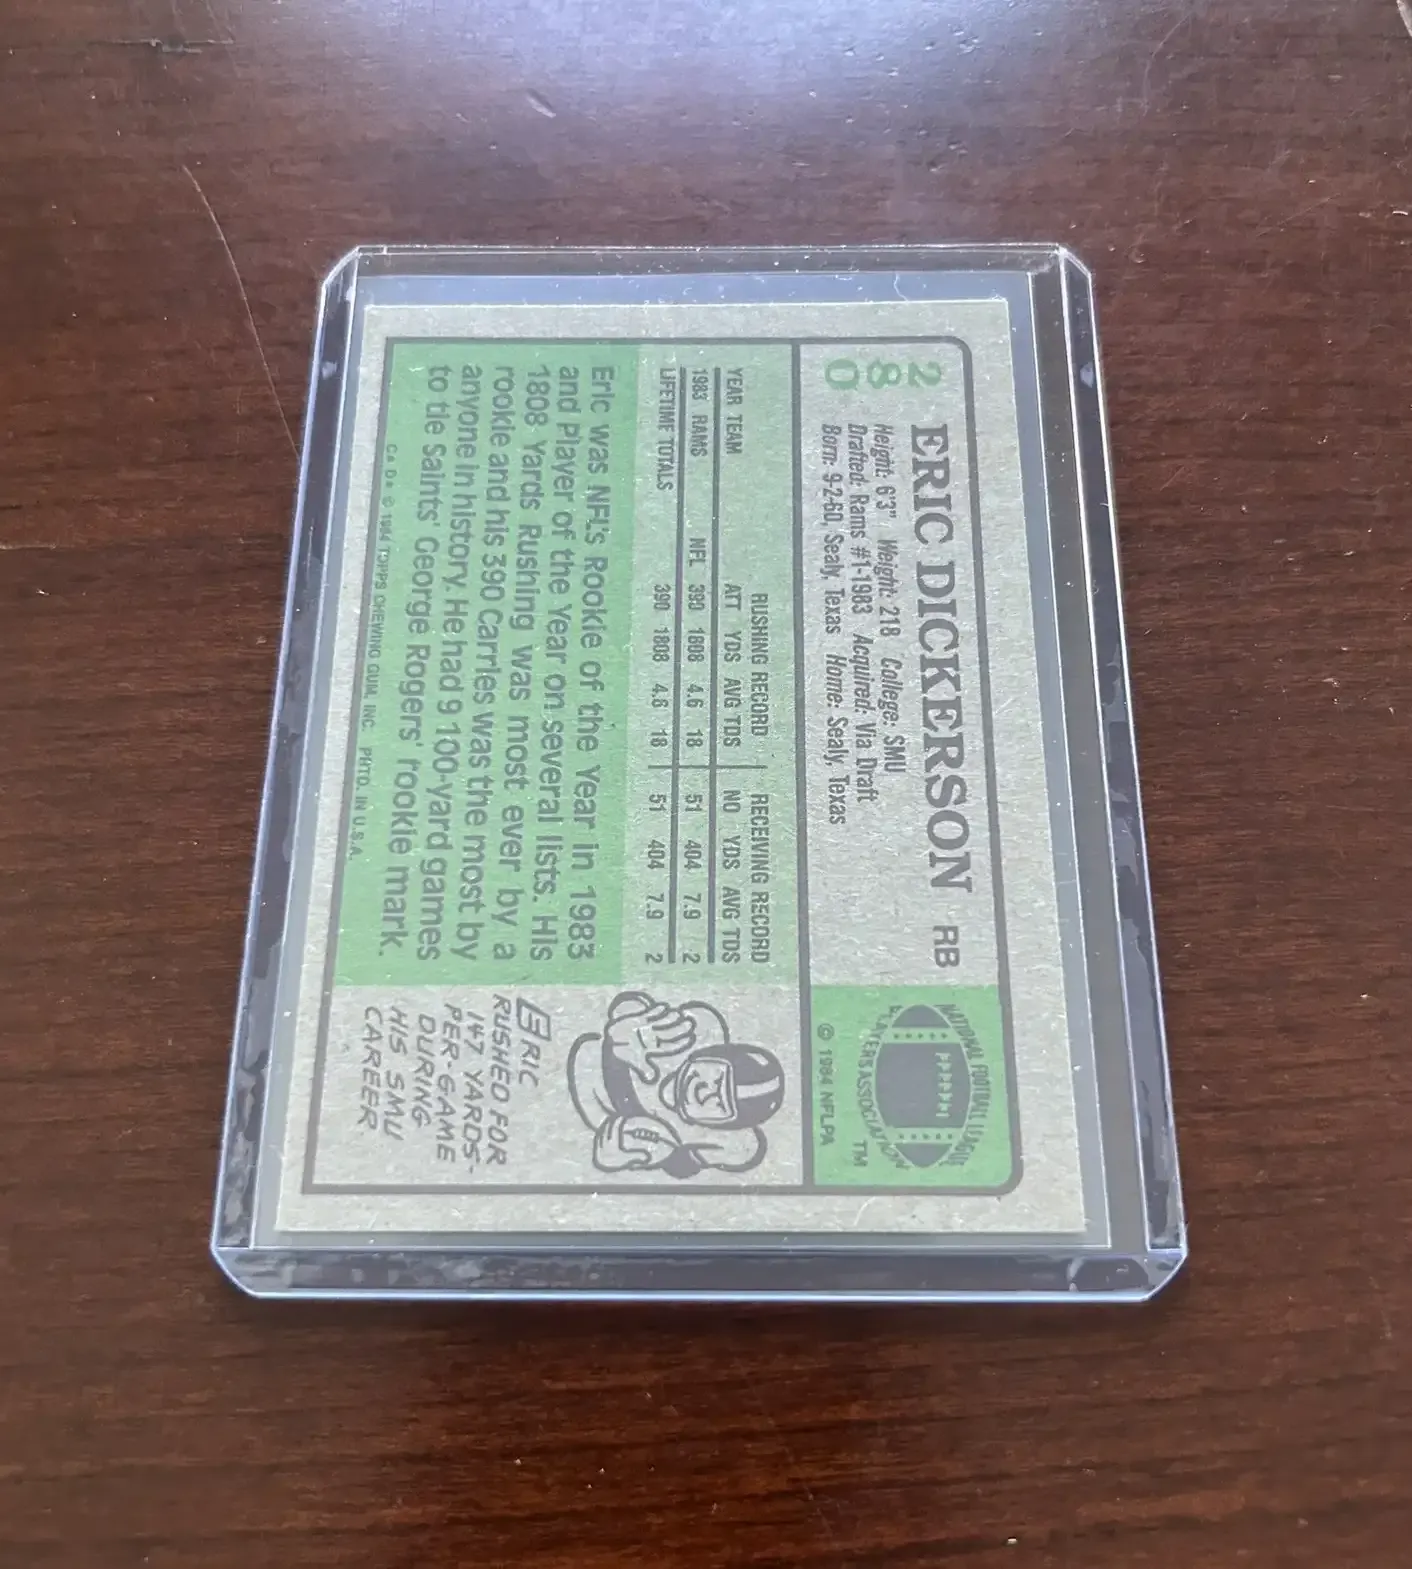 280
ERIC DICKERSON RB
Height: 6'3" Weight: 218 College: SMU
Drafted: Rams #1-1983 Acquired: Via Draft
Born: 9-2-60, Sealy, Texas Home: Sealy, Texas
NATIONAL FOOTBALL LEAGUE
PLAYERS ASSOCIATION
TM
© 1984 NFLPA
RUSHING RECORD RECEIVING RECORD
YEAR TEAM ATT YDS AVG TDS NO YDS AVG TDS
1983 RAMS NFL 390 1808 4.6 18 51 404 7.9 2
LIFETIME TOTALS 390 1808 4.6 18 51 404 7.9 2
Eric was NFL's Rookie of the Year in 1983
and Player of the Year on several lists. His
1808 Yards Rushing was most ever by a
rookie and his 390 Carries was the most by
anyone in history. He had 9 100-yard games
to tie Saints' George Rogers' rookie mark.
ERIC
RUSHED FOR
147 YARDS-
PER-GAME
DURING
HIS SMU
CAREER.
© 1984 TOPPS CHEWING GUM, INC. PRTD. IN U.S.A.